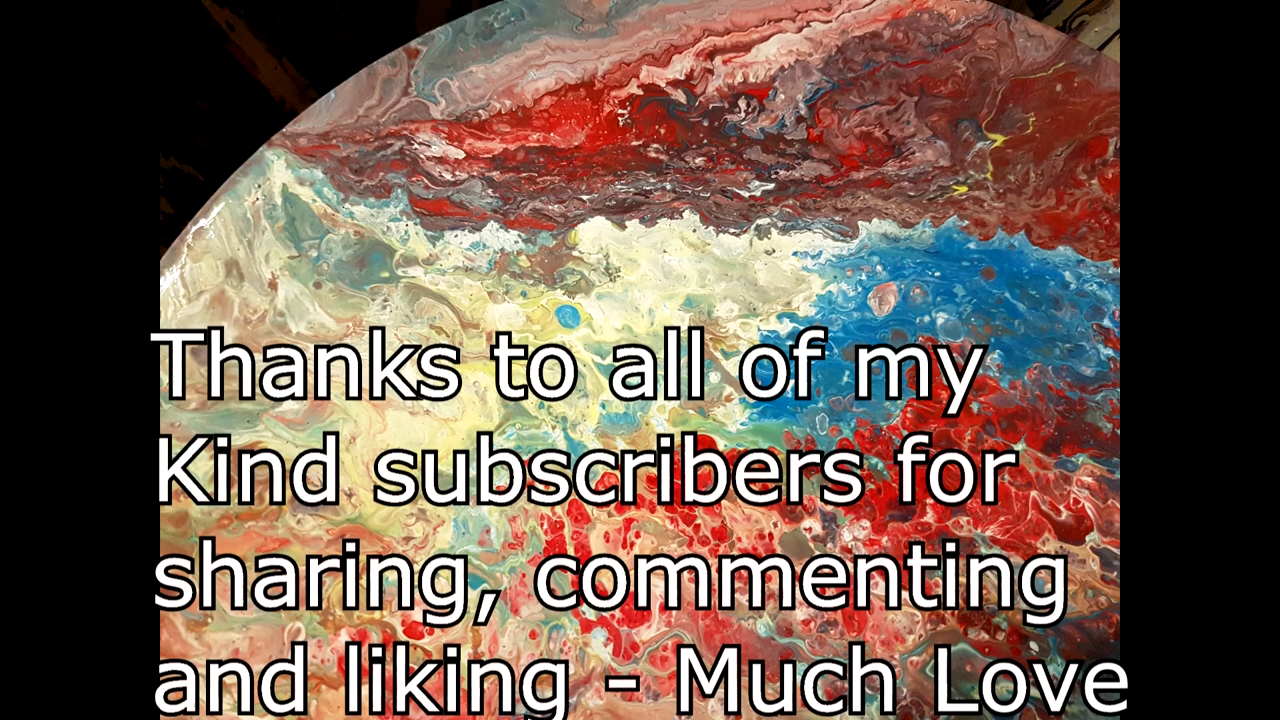 Thanks to all of my
Kind subscribers for
sharing, commenting
and liking - Much Love